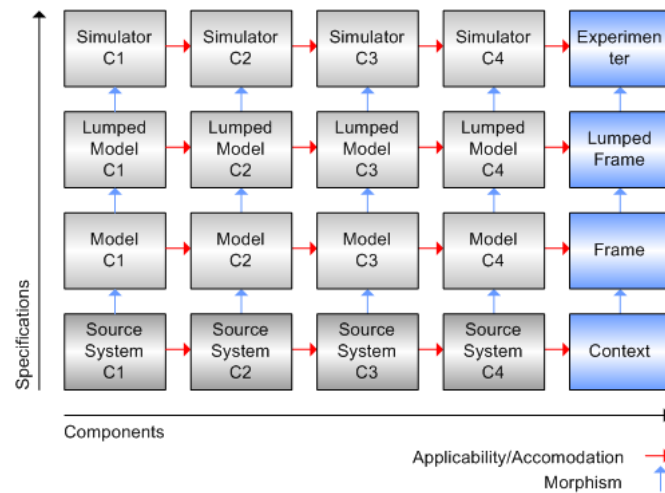 Simulator
C1
Simulator
C2
Simulator
C3
Simulator
C4
Experimen
ter
Lumped
Model
C1
Lumped
Model
C2
Lumped
Model
C3
Lumped
Model
C4
Lumped
Frame
Model
C1
Model
C2
Model
C3
Model
C4
Frame
Source
System
C1
Source
System
C2
Source
System
C3
Source
System
C4
Context
Specifications
Components
Applicability/Accomodation
Morphism